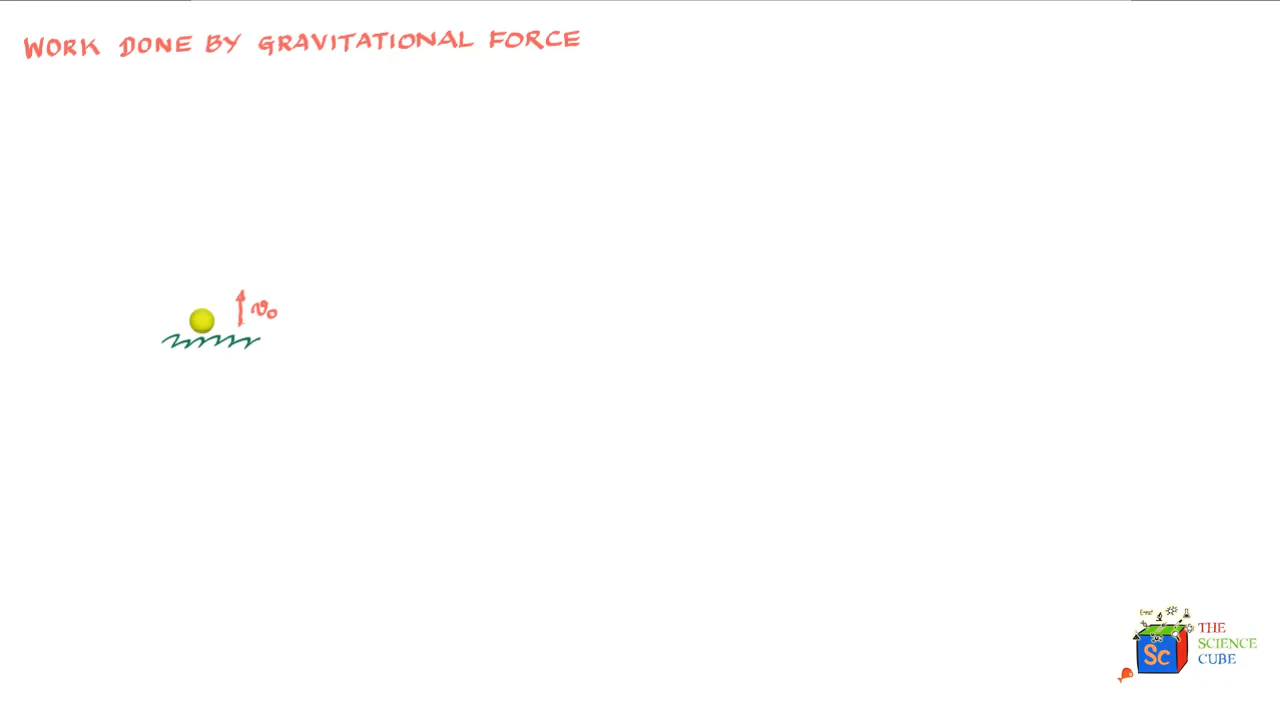 WORK DONE BY GRAVITATIONAL FORCE
v₀
Sc
THE
SCIENCE
CUBE